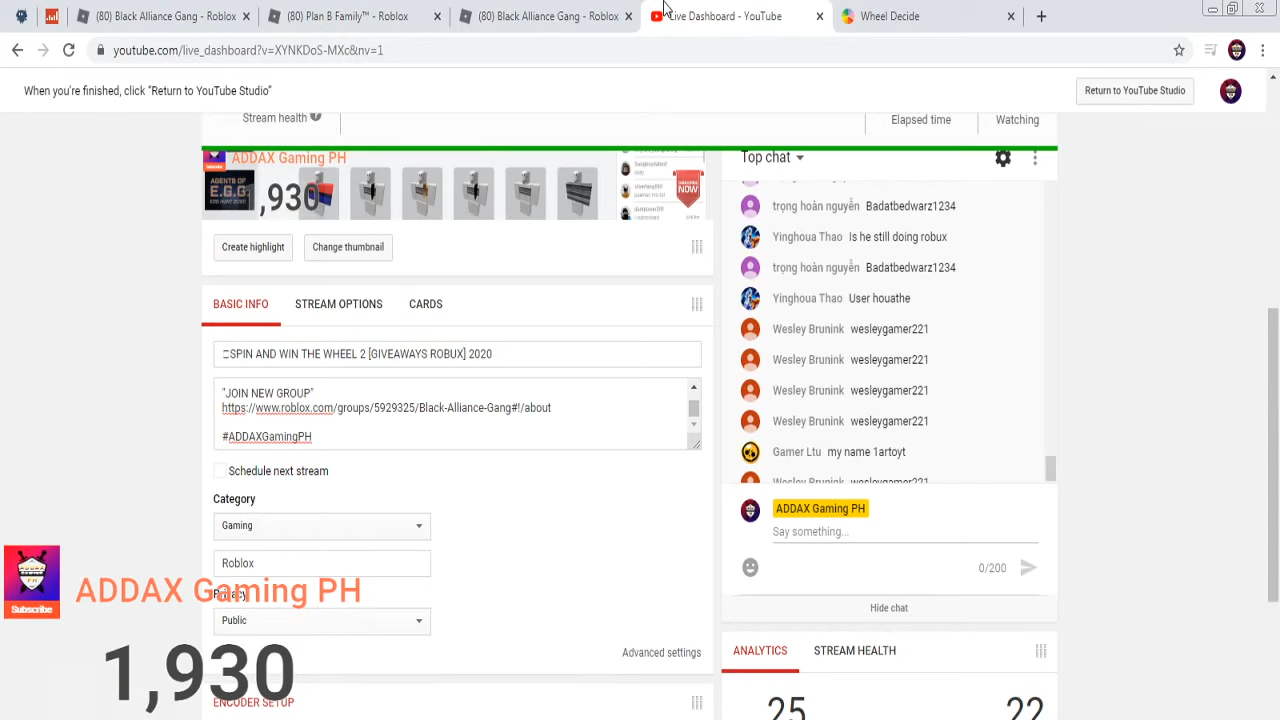 (80) Black Alliance Gang - Roblox
(80) Plan B Family™ - Roblox
(80) Black Alliance Gang - Roblox
Live Dashboard - YouTube
Wheel Decide
youtube.com/live_dashboard?v=XYNKDoS-MXc&nv=1
When you're finished, click “Return to YouTube Studio”
Return to YouTube Studio
Stream health
Elapsed time
Watching
ADDAX Gaming PH
AGENTS OF
E.G.G
,930
NOW
Create highlight
Change thumbnail
BASIC INFO
STREAM OPTIONS
CARDS
SPIN AND WIN THE WHEEL 2 [GIVEAWAYS ROBUX] 2020
"JOIN NEW GROUP"
https://www.roblox.com/groups/5929325/Black-Alliance-Gang#!/about
#ADDAXGamingPH
Schedule next stream
Category
Gaming
Roblox
Privacy
Public
Advanced settings
ENCODER SETUP
ADDAX Gaming PH
Subscribe
1,930
Top chat
trọng hoàn nguyễn Badatbedwarz1234
Yinghoua Thao Is he still doing robux
trọng hoàn nguyễn Badatbedwarz1234
Yinghoua Thao User houathe
Wesley Brunink wesleygamer221
Wesley Brunink wesleygamer221
Wesley Brunink wesleygamer221
Wesley Brunink wesleygamer221
Gamer Ltu my name 1artoyt
Wesley Brunink wesleygamer221
ADDAX Gaming PH
Say something...
0/200
Hide chat
ANALYTICS
STREAM HEALTH
25
22